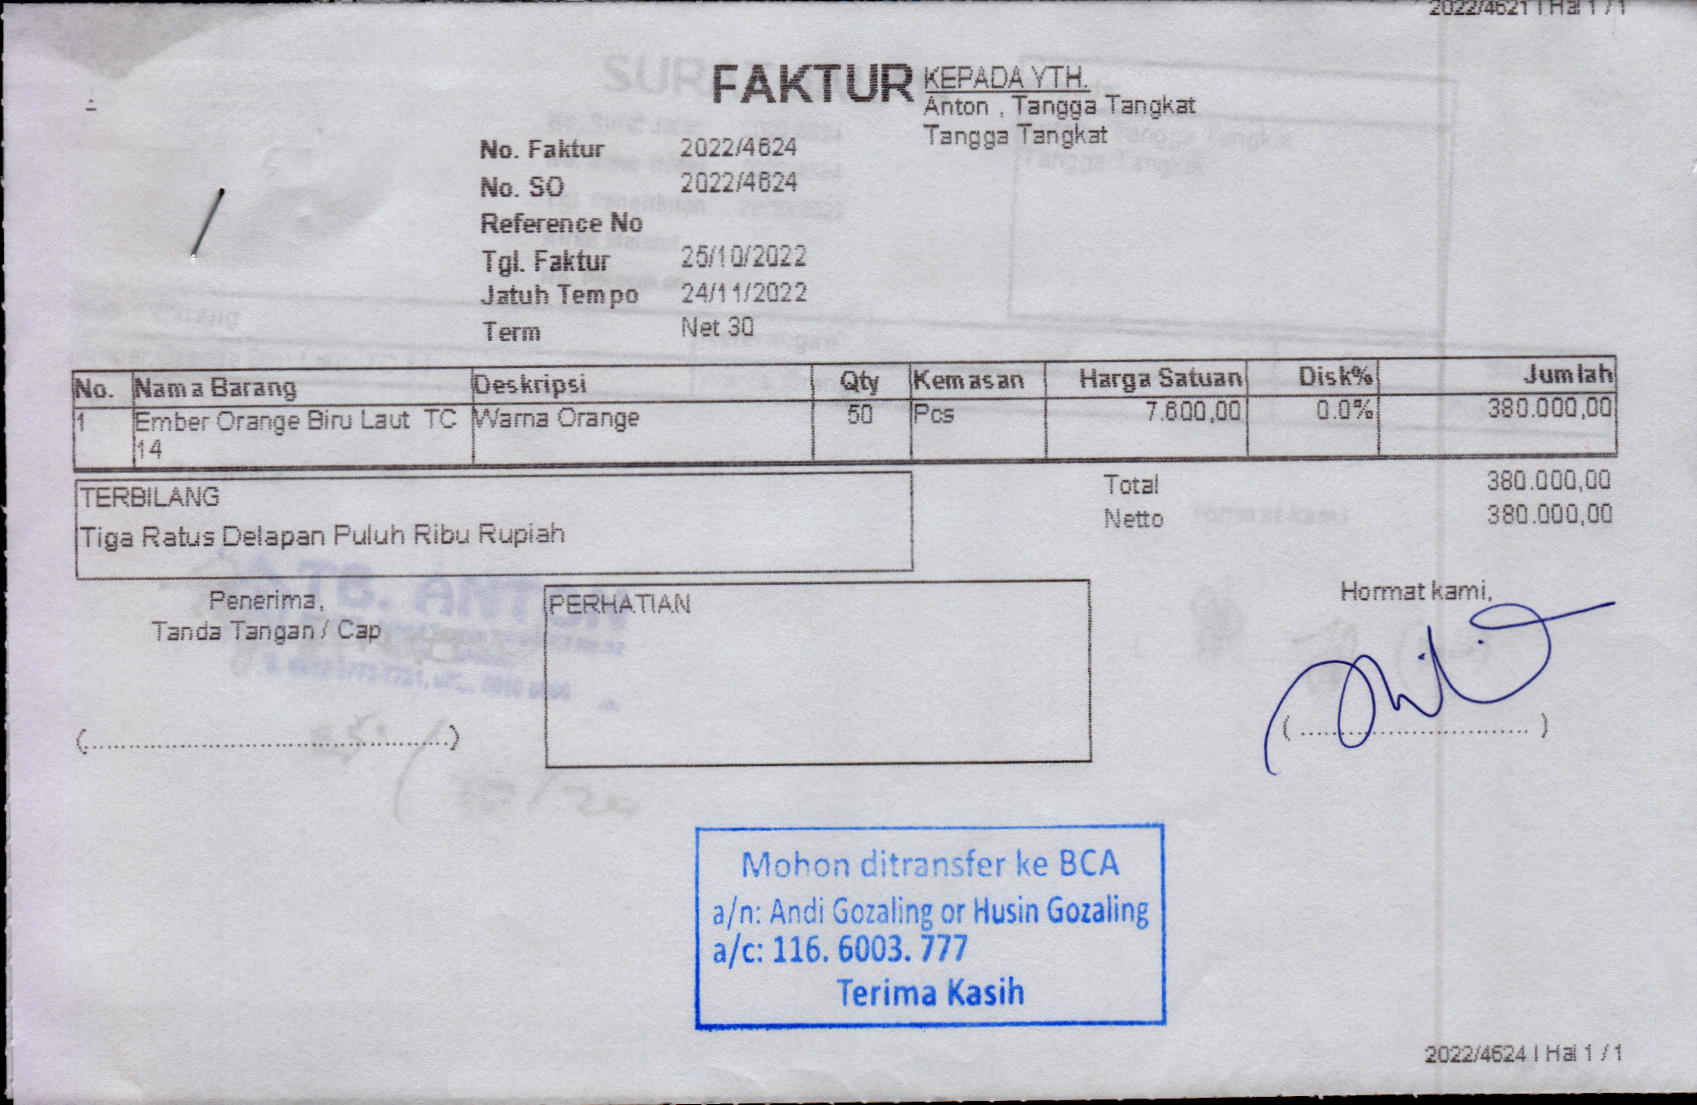 2022/4621 | Hal 1 / 1
FAKTUR
KEPADA YTH.
Anton , Tangga Tangkat
Tangga Tangkat
No. Faktur 2022/4624
No. SO 2022/4624
Reference No
Tgl. Faktur 25/10/2022
Jatuh Tempo 24/11/2022
Term Net 30
No. Nama Barang Deskripsi Qty Kemasan Harga Satuan Disk% Jumlah
1 Ember Orange Biru Laut TC Warna Orange 50 Pcs 7.600,00 0.0% 380.000,00
14
TERBILANG
Tiga Ratus Delapan Puluh Ribu Rupiah
Total 380.000,00
Netto 380.000,00
Penerima,
Tanda Tangan / Cap
PERHATIAN
Hormat kami,
(..................................................)
(................................)
Mohon ditransfer ke BCA
a/n: Andi Gozaling or Husin Gozaling
a/c: 116. 6003. 777
Terima Kasih
2022/4624 | Hal 1 / 1
TB. ANTON